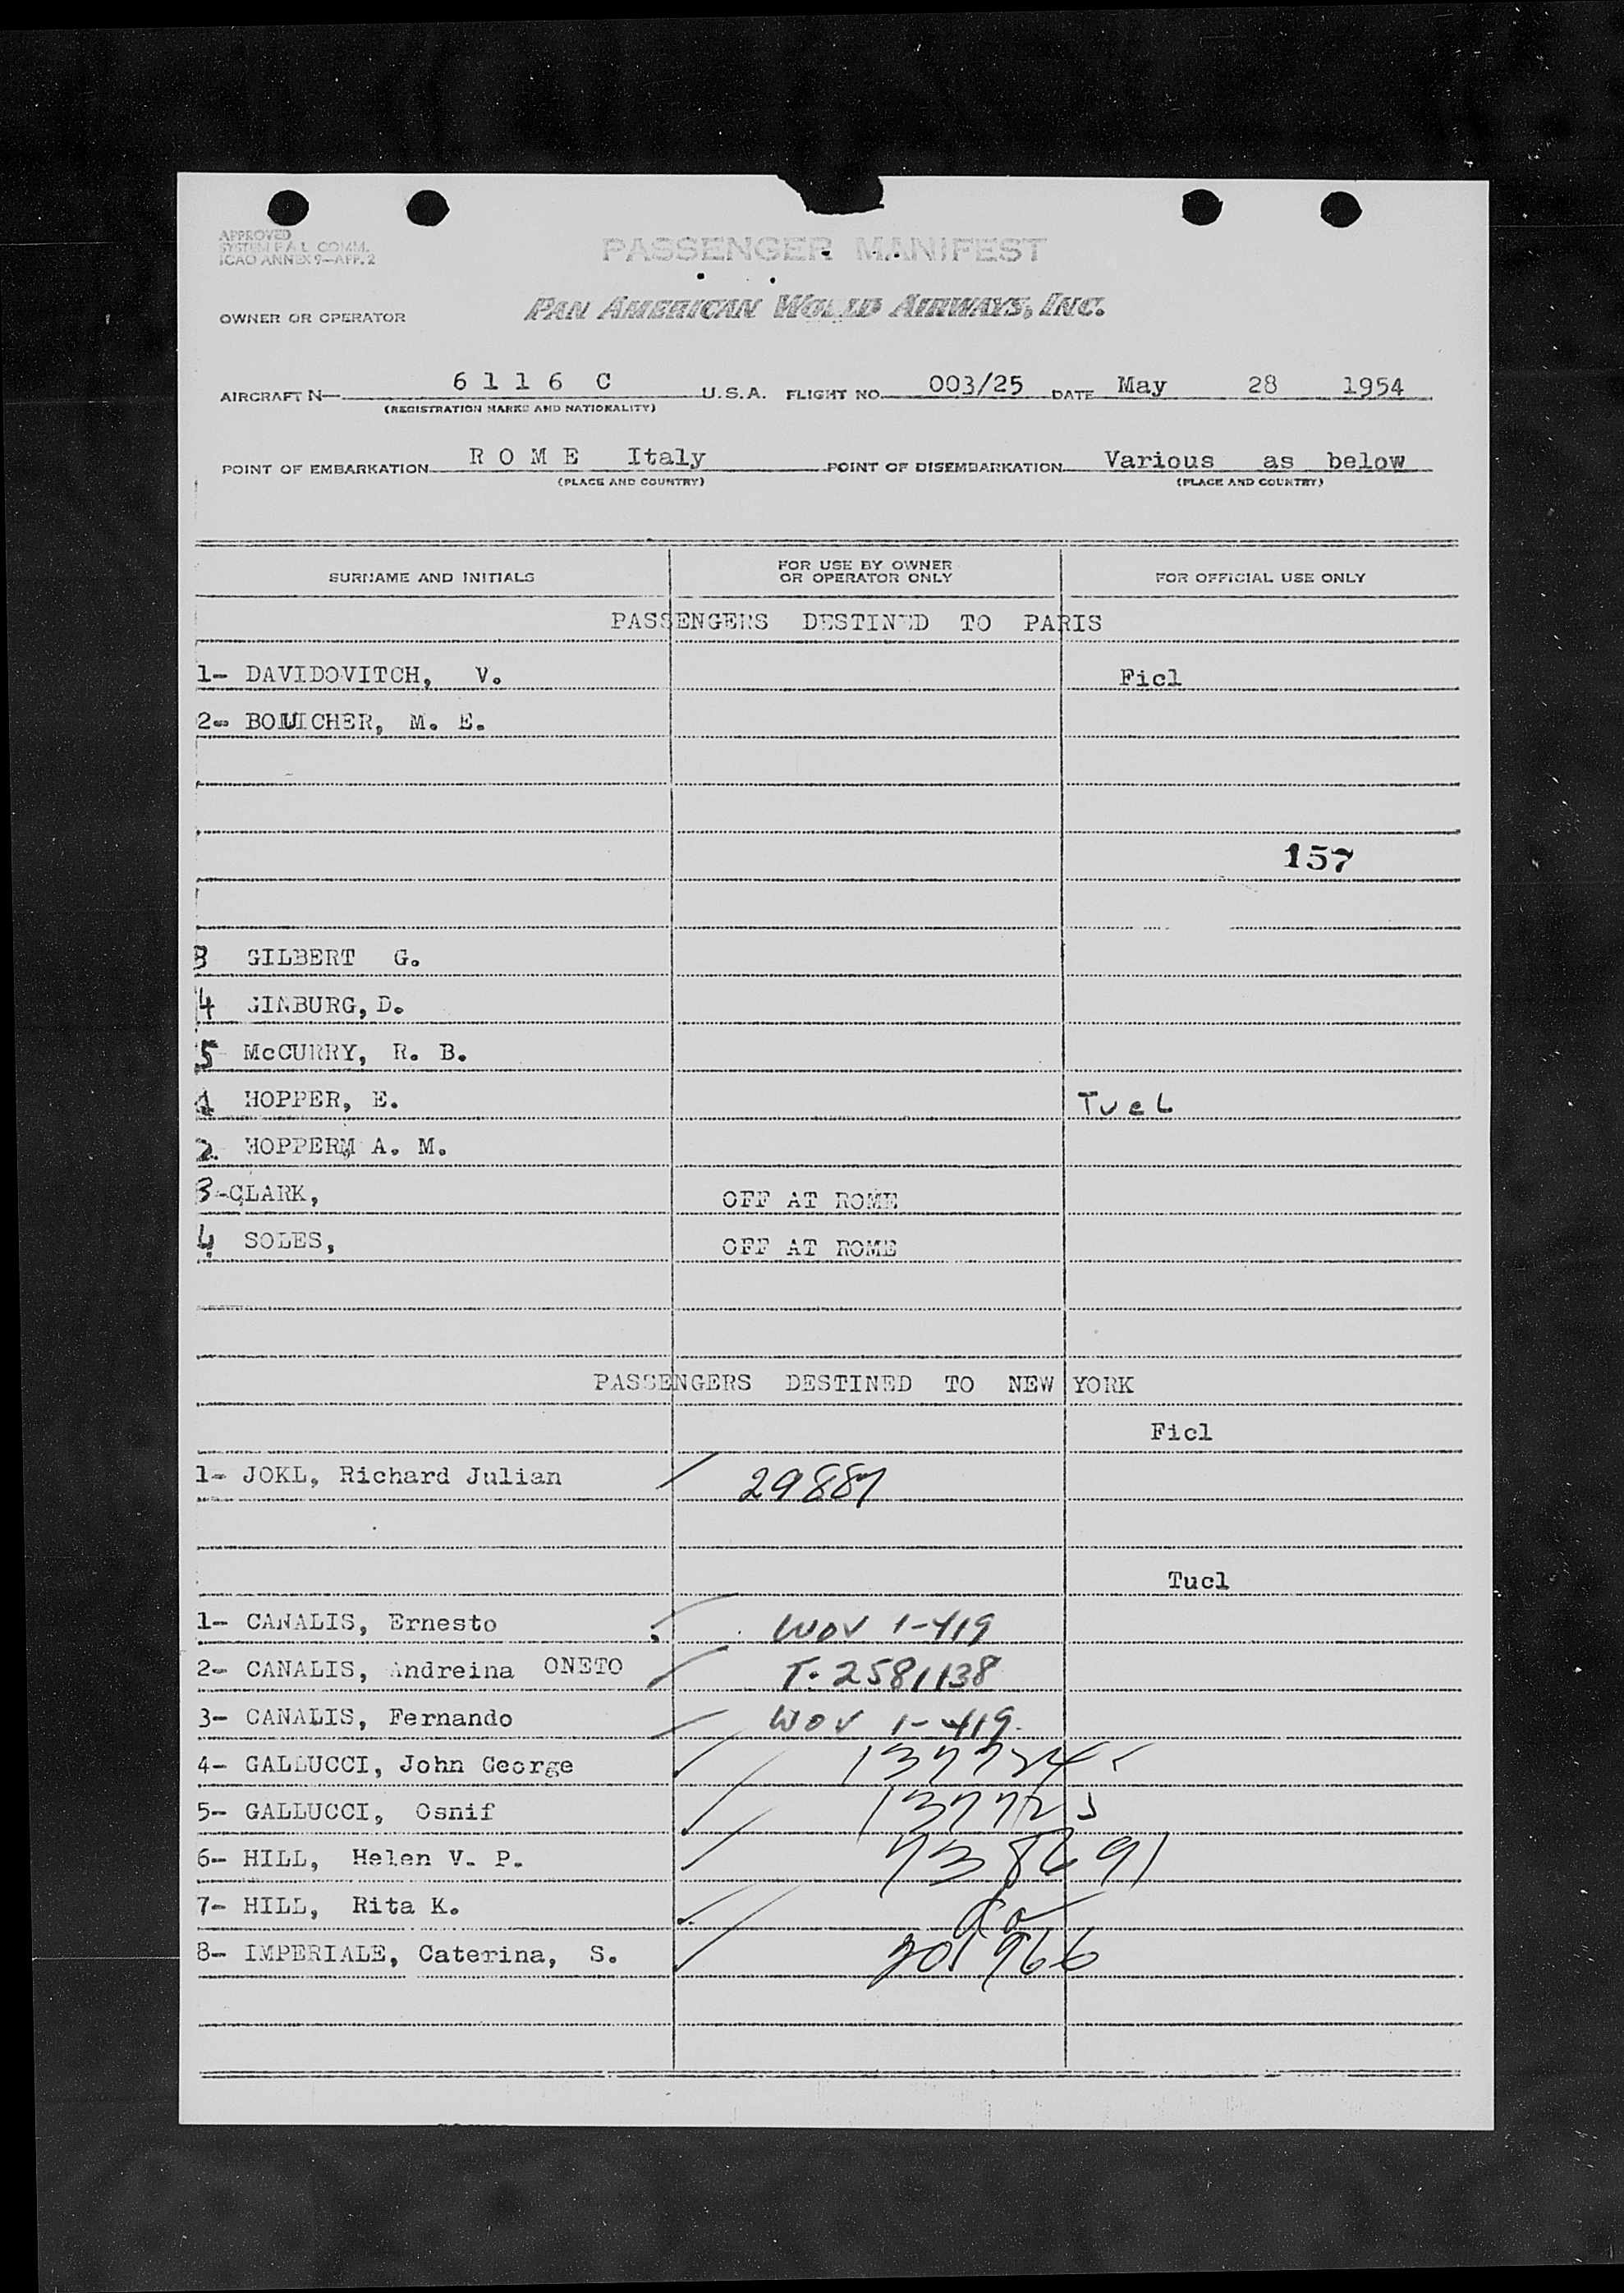 APPROVED
SYSTEM F.A.L. COMM.
ICAO ANNEX 9—APP. 2
PASSENGER MANIFEST
OWNER OR OPERATOR PAN AMERICAN WORLD AIRWAYS, INC.
AIRCRAFT N— 6 1 1 6 C U.S.A. FLIGHT NO. 003/25 DATE May 28 1954
(REGISTRATION MARKS AND NATIONALITY)
POINT OF EMBARKATION R O M E Italy POINT OF DISEMBARKATION Various as below
(PLACE AND COUNTRY) (PLACE AND COUNTRY)
SURNAME AND INITIALS FOR USE BY OWNER OR OPERATOR ONLY FOR OFFICIAL USE ONLY
PASSENGERS DESTINED TO PARIS
1- DAVIDOVITCH, V. Ficl
2- BOUICHER, M. E.
157
3 GILBERT G.
4 GINBURG, D.
5 McCURRY, R. B.
1 HOPPER, E. Tucl
2 HOPPERM A. M.
3-CLARK, OFF AT ROME
4 SOLES, OFF AT ROME
PASSENGERS DESTINED TO NEW YORK
Ficl
1- JOKL, Richard Julian 29887
Tucl
1- CANALIS, Ernesto WOV 1-419
2- CANALIS, Andreina ONETO T. 2581138
3- CANALIS, Fernando WOV 1-419.
4- GALLUCCI, John George
5- GALLUCCI, Osnif
6- HILL, Helen V. P. 738691
7- HILL, Rita K. do
8- IMPERIALE, Caterina, S. 201966